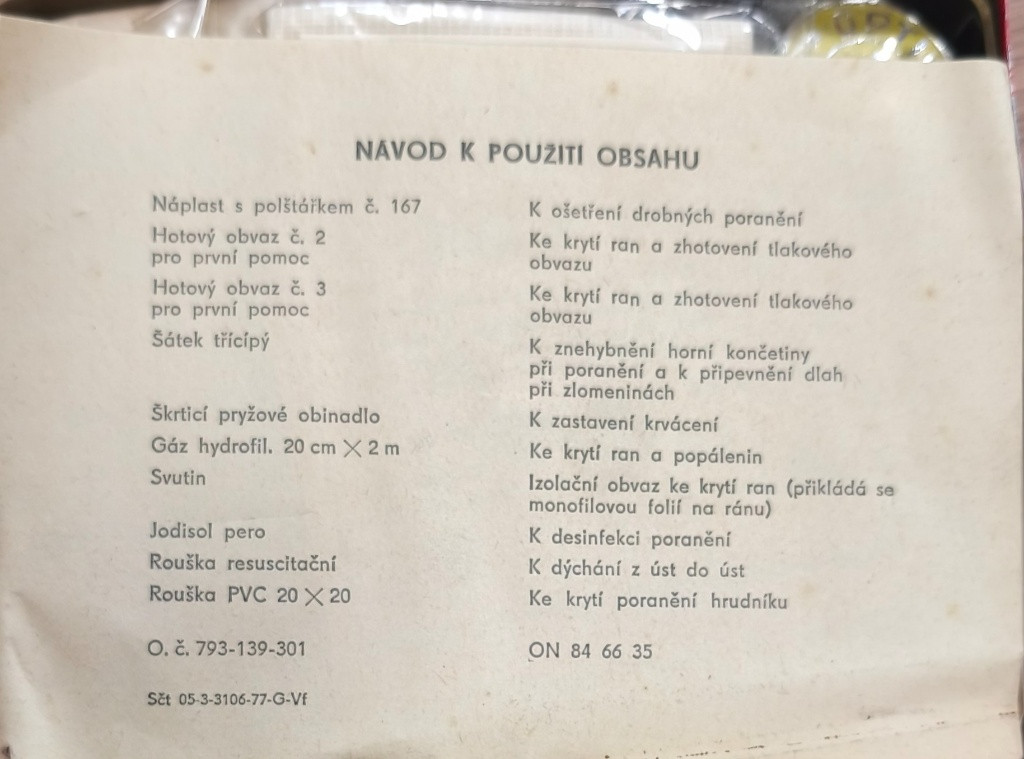 NÁVOD K POUŽITÍ OBSAHU
Náplast s polštářkem č. 167 K ošetření drobných poranění
Hotový obvaz č. 2 Ke krytí ran a zhotovení tlakového
pro první pomoc obvazu
Hotový obvaz č. 3 Ke krytí ran a zhotovení tlakového
pro první pomoc obvazu
Šátek třícípý K znehybnění horní končetiny
při poranění a k připevnění dlah
při zlomeninách
Škrticí pryžové obinadlo K zastavení krvácení
Gáz hydrofil. 20 cm X 2 m Ke krytí ran a popálenin
Svutin Izolační obvaz ke krytí ran (přikládá se
monofilovou folií na ránu)
Jodisol pero K desinfekci poranění
Rouška resuscitační K dýchání z úst do úst
Rouška PVC 20 X 20 Ke krytí poranění hrudníku
O. č. 793-139-301 ON 84 66 35
Sčt 05-3-3106-77-G-Vf